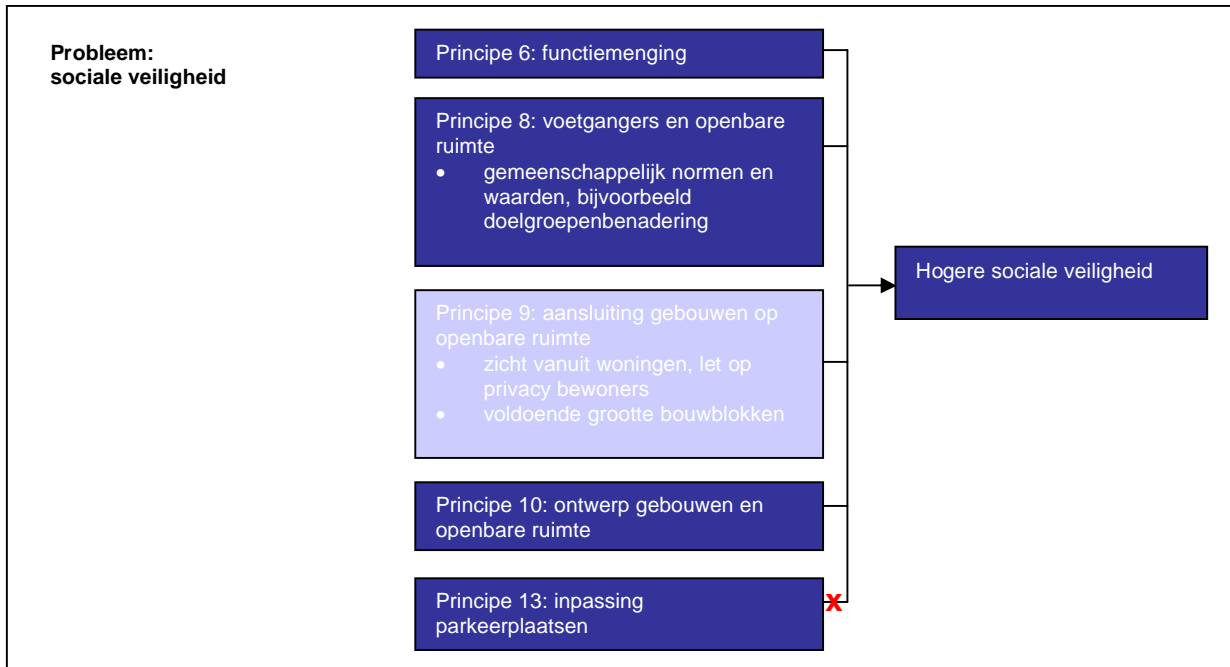 Probleem:
sociale veiligheid
Principe 6: functiemenging
Principe 8: voetgangers en openbare
ruimte
• gemeenschappelijk normen en
waarden, bijvoorbeeld
doelgroepenbenadering
Principe 9: aansluiting gebouwen op
openbare ruimte
• zicht vanuit woningen, let op
privacy bewoners
• voldoende grootte bouwblokken
Principe 10: ontwerp gebouwen en
openbare ruimte
Principe 13: inpassing
parkeerplaatsen
x
Hogere sociale veiligheid